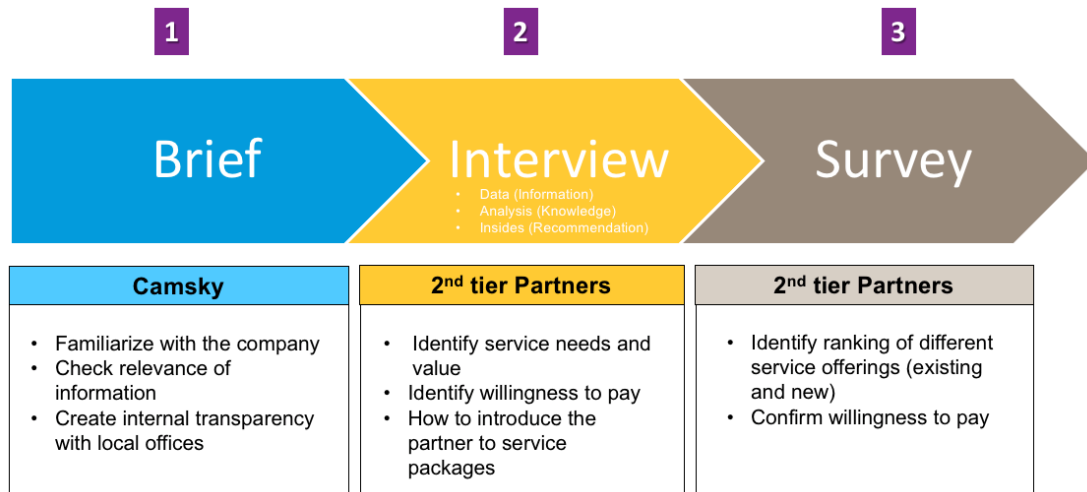 1
2
3
Brief
Interview
• Data (Information)
• Analysis (Knowledge)
• Insides (Recommendation)
Survey
Camsky
• Familiarize with the company
• Check relevance of
information
• Create internal transparency
with local offices
2nd tier Partners
• Identify service needs and
value
• Identify willingness to pay
• How to introduce the
partner to service
packages
2nd tier Partners
• Identify ranking of different
service offerings (existing
and new)
• Confirm willingness to pay